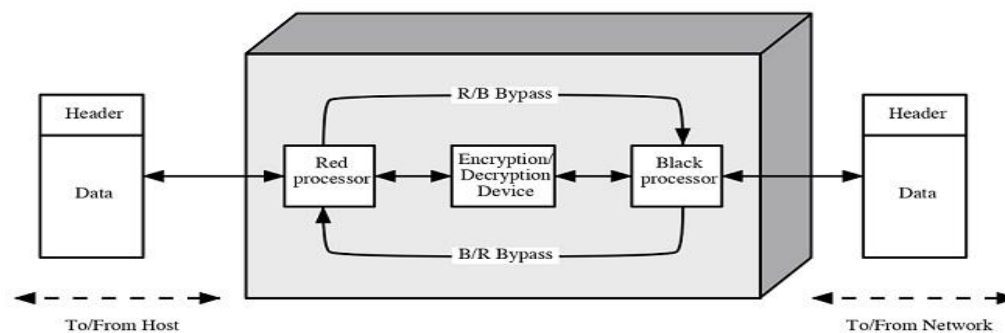 R/B Bypass
Header
Data
Red
processor
Encryption/
Decryption
Device
Black
processor
Header
Data
B/R Bypass
To/From Host
To/From Network